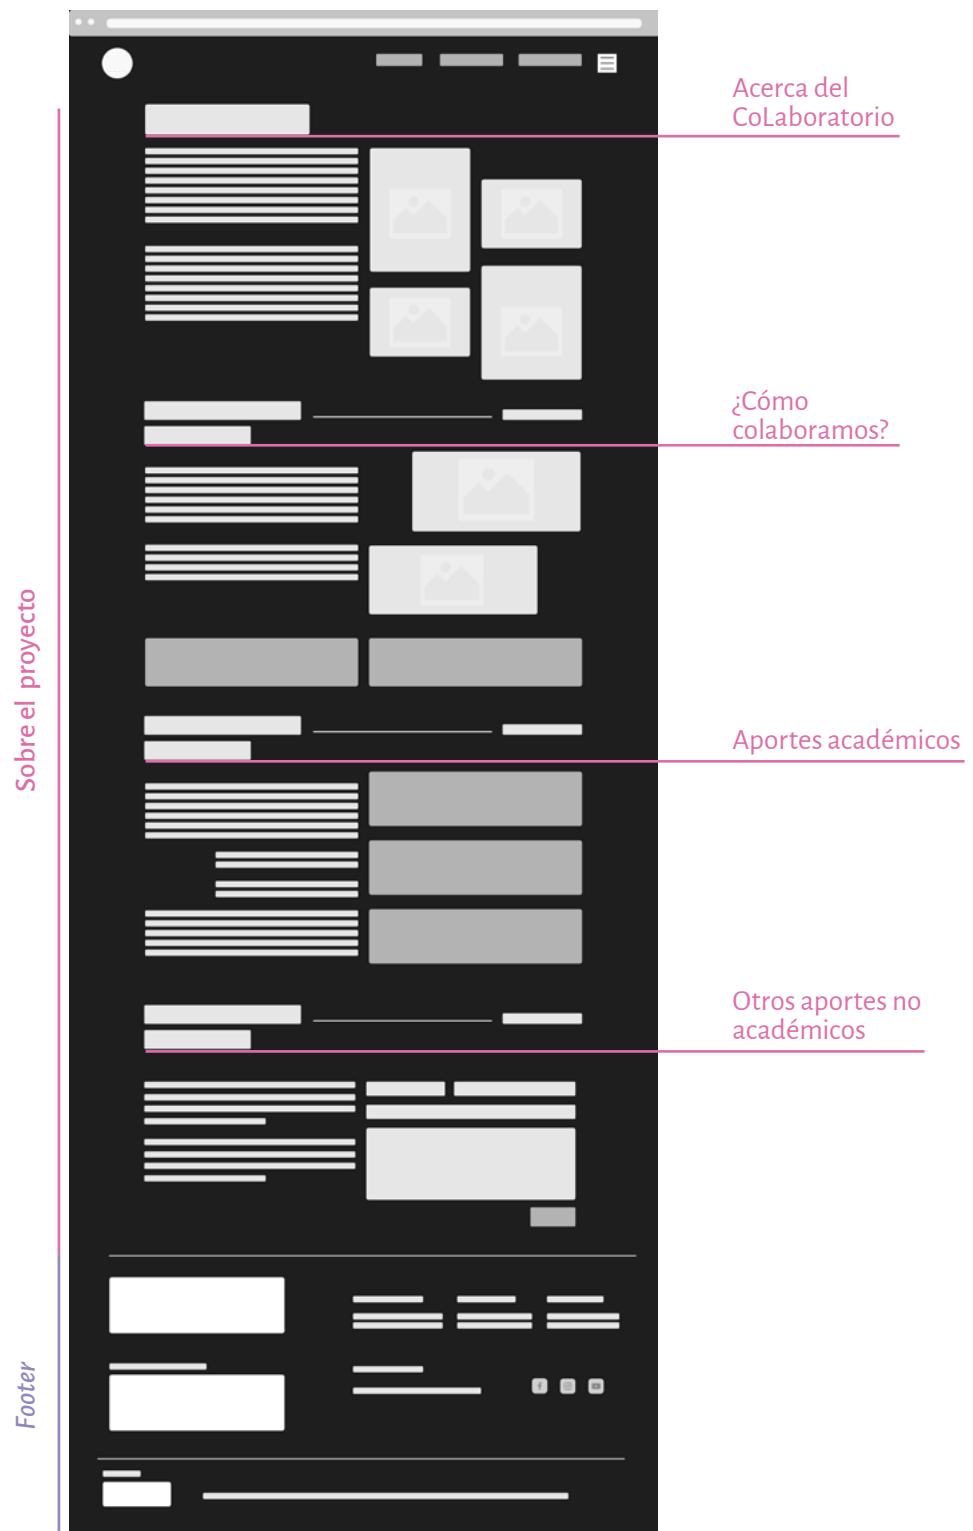 Acerca del
CoLaboratorio
¿Cómo
colaboramos?
Sobre el proyecto
Aportes académicos
Otros aportes no
académicos
Footer